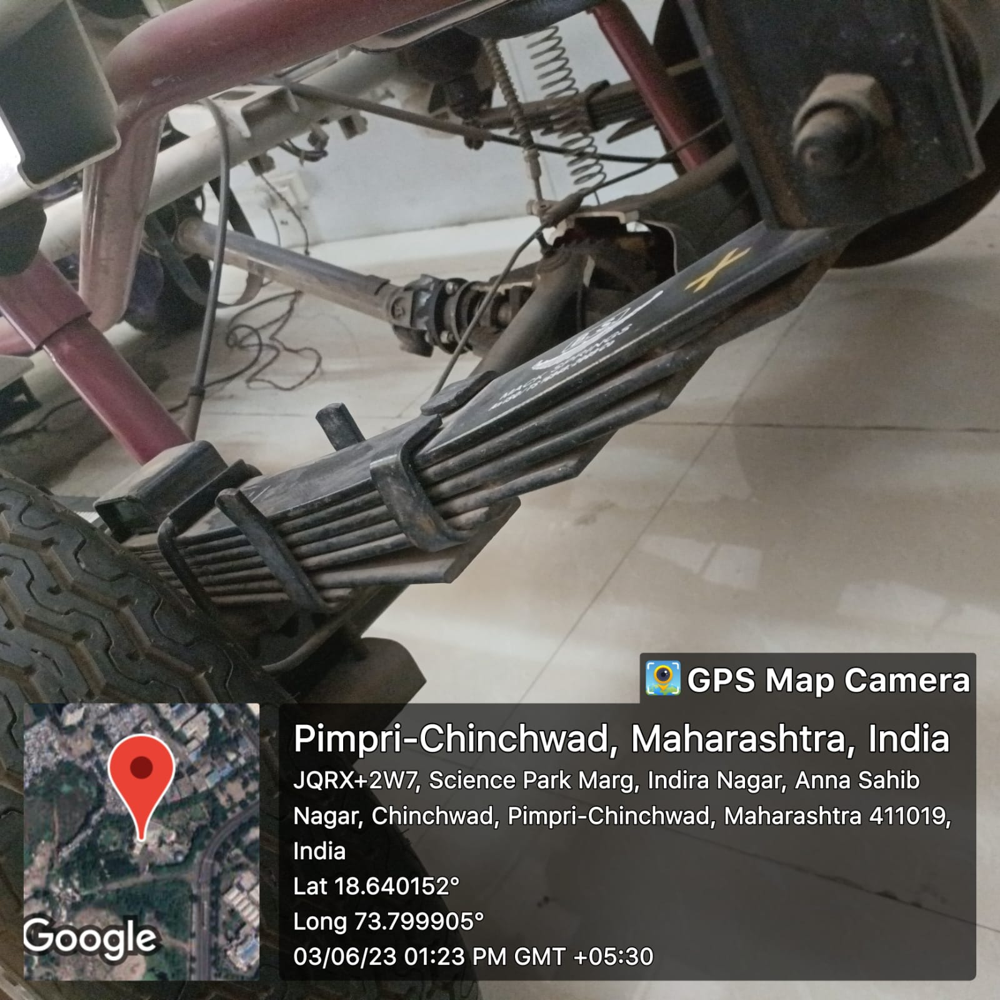 MACK SPRINGS
GPS Map Camera
Pimpri-Chinchwad, Maharashtra, India
JQRX+2W7, Science Park Marg, Indira Nagar, Anna Sahib
Nagar, Chinchwad, Pimpri-Chinchwad, Maharashtra 411019,
India
Lat 18.640152°
Long 73.799905°
03/06/23 01:23 PM GMT +05:30
Google